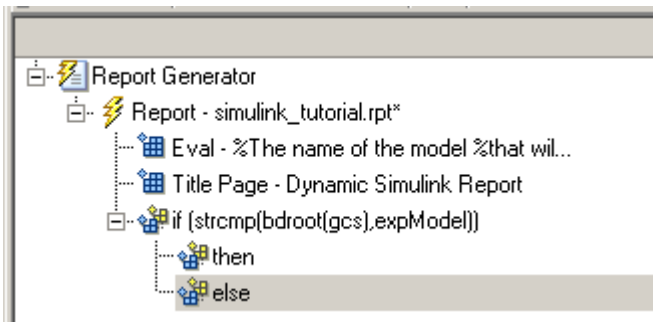 Report Generator
Report - simulink_tutorial.rpt*
Eval - %The name of the model %that wil...
Title Page - Dynamic Simulink Report
if (strcmp(bdroot(gcs),expModel))
then
else